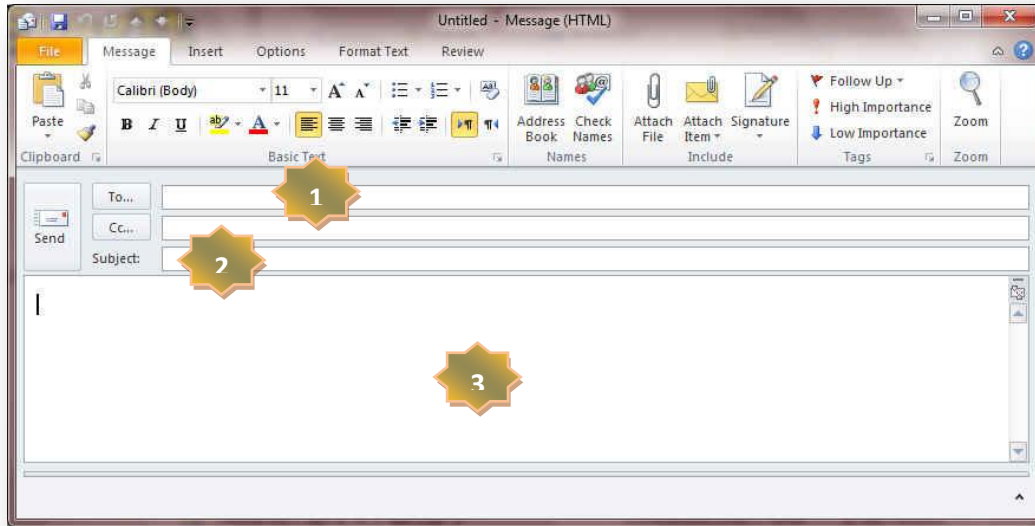 Untitled - Message (HTML)
File Message Insert Options Format Text Review
Calibri (Body) 11 A A
Paste B I U ab A Address Book Check Names Attach File Attach Item Signature Follow Up High Importance Low Importance Zoom
Clipboard Basic Text Names Include Tags Zoom
To...
1
Send Cc...
Subject: 2
3